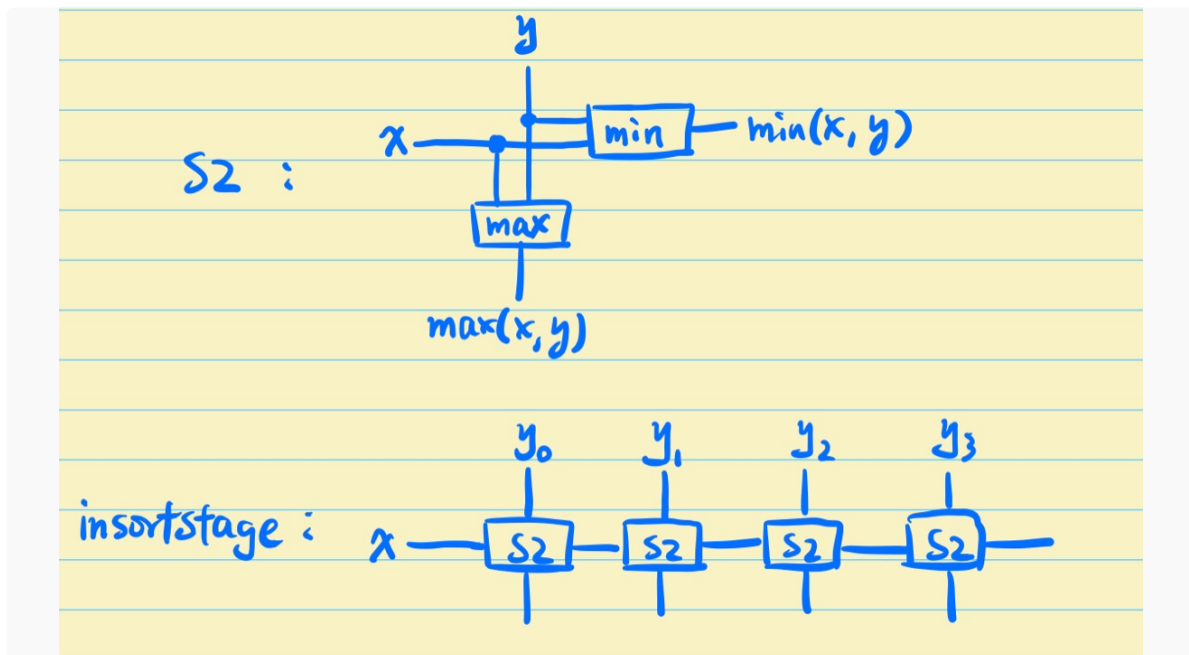 y
x
min
min(x, y)
S2 :
max
max(x, y)
y₀ y₁ y₂ y₃
insortstage :
x
S2 S2 S2 S2